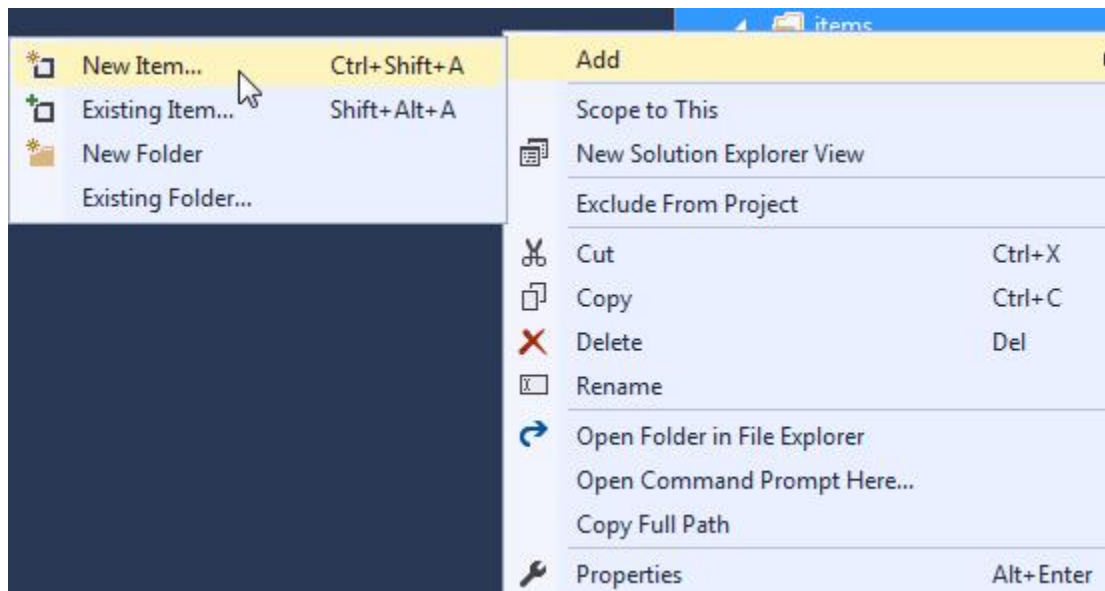 items
New Item... Ctrl+Shift+A
Existing Item... Shift+Alt+A
New Folder
Existing Folder...
Add
Scope to This
New Solution Explorer View
Exclude From Project
Cut Ctrl+X
Copy Ctrl+C
Delete Del
Rename
Open Folder in File Explorer
Open Command Prompt Here...
Copy Full Path
Properties Alt+Enter